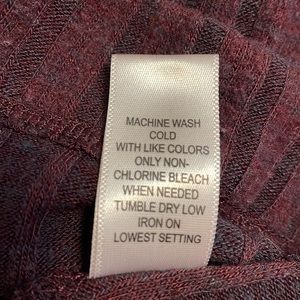 MACHINE WASH
COLD
WITH LIKE COLORS
ONLY NON-
CHLORINE BLEACH
WHEN NEEDED
TUMBLE DRY LOW
IRON ON
LOWEST SETTING